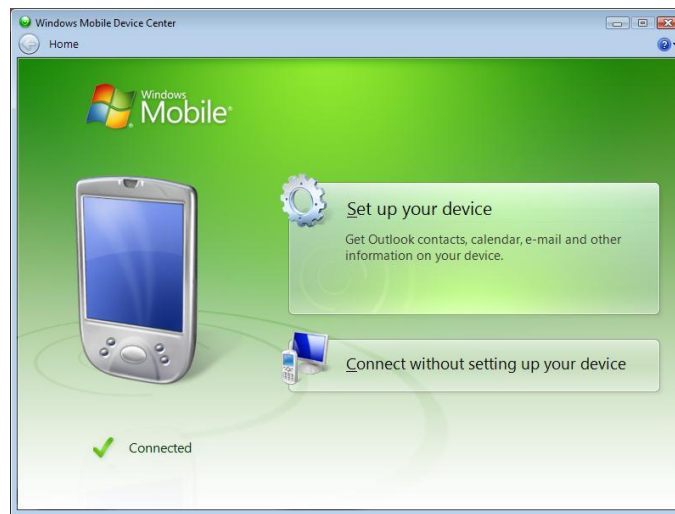 Windows Mobile Device Center
Home
Windows
Mobile®
Set up your device
Get Outlook contacts, calendar, e-mail and other
information on your device.
Connect without setting up your device
Connected